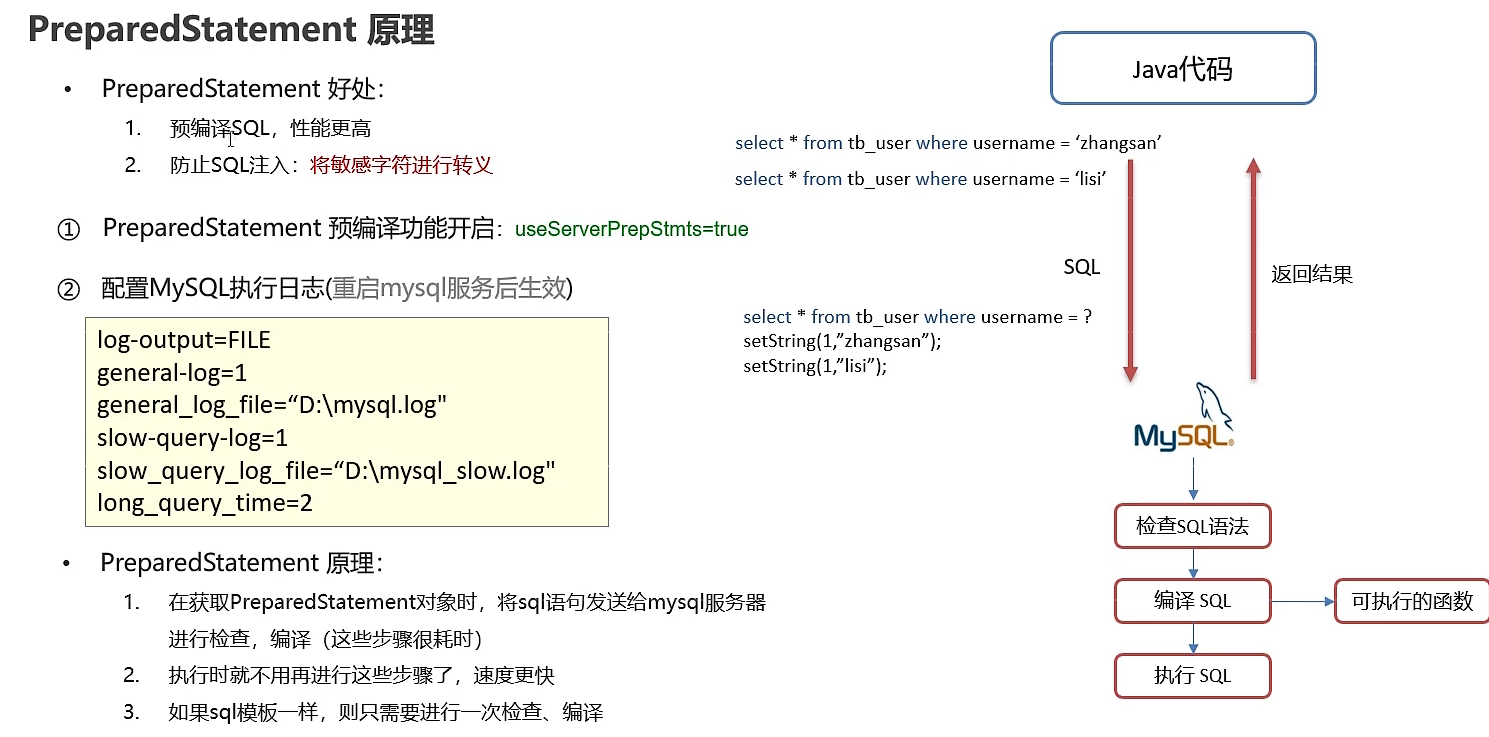 PreparedStatement 原理
• PreparedStatement 好处：
1. 预编译SQL，性能更高
2. 防止SQL注入：将敏感字符进行转义
① PreparedStatement 预编译功能开启：useServerPrepStmts=true
② 配置MySQL执行日志(重启mysql服务后生效)
log-output=FILE
general-log=1
general_log_file=“D:\mysql.log"
slow-query-log=1
slow_query_log_file=“D:\mysql_slow.log"
long_query_time=2
• PreparedStatement 原理：
1. 在获取PreparedStatement对象时，将sql语句发送给mysql服务器
进行检查，编译（这些步骤很耗时）
2. 执行时就不用再进行这些步骤了，速度更快
3. 如果sql模板一样，则只需要进行一次检查、编译
Java代码
select * from tb_user where username = ‘zhangsan’
select * from tb_user where username = ‘lisi’
SQL
返回结果
select * from tb_user where username = ?
setString(1,”zhangsan”);
setString(1,”lisi”);
MySQL®
检查SQL语法
编译 SQL
可执行的函数
执行 SQL